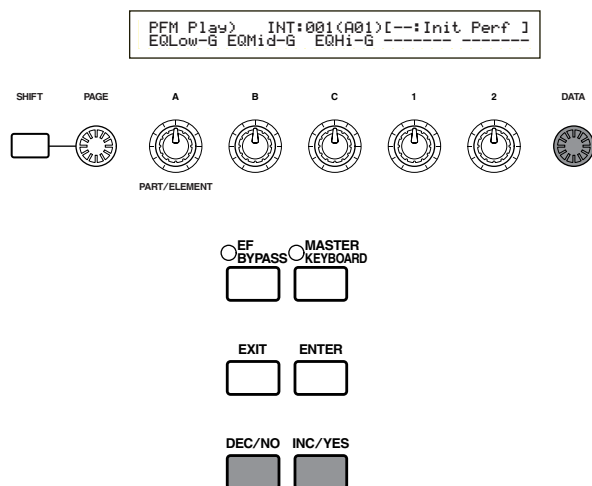 PFM Play)    INT:001(A01)[--:Init Perf ]
EQLow-G EQMid-G  EQHi-G ------- -------
SHIFT PAGE A B C 1 2 DATA
PART/ELEMENT
EF BYPASS MASTER KEYBOARD
EXIT ENTER
DEC/NO INC/YES